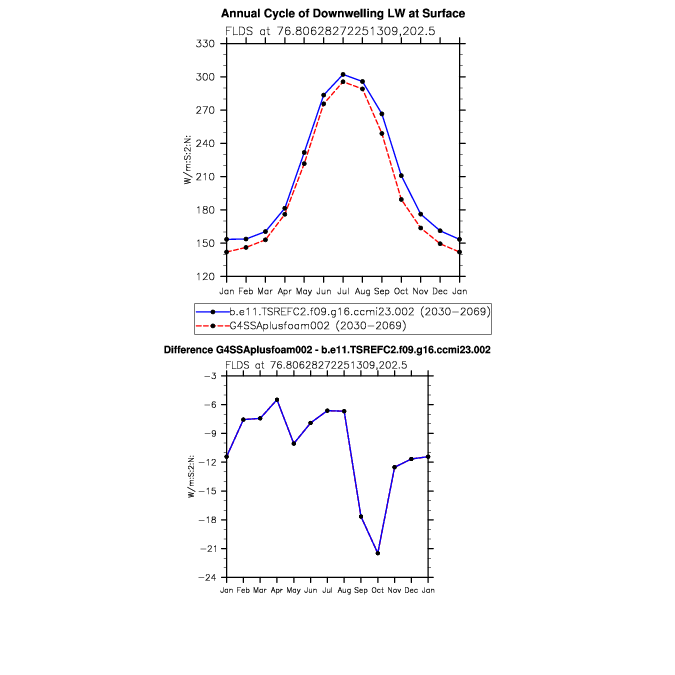 Annual Cycle of Downwelling LW at Surface
FLDS at 76.80628272251309,202.5
330
300
270
240
210
180
150
120
W/m:S:2:N:
Jan Feb Mar Apr May Jun Jul Aug Sep Oct Nov Dec Jan
b.e11.TSREFC2.f09.g16.ccmi23.002 (2030-2069)
G4SSAplusfoam002 (2030-2069)
Difference G4SSAplusfoam002 - b.e11.TSREFC2.f09.g16.ccmi23.002
FLDS at 76.80628272251309,202.5
-3
-6
-9
-12
-15
-18
-21
-24
W/m:S:2:N:
Jan Feb Mar Apr May Jun Jul Aug Sep Oct Nov Dec Jan